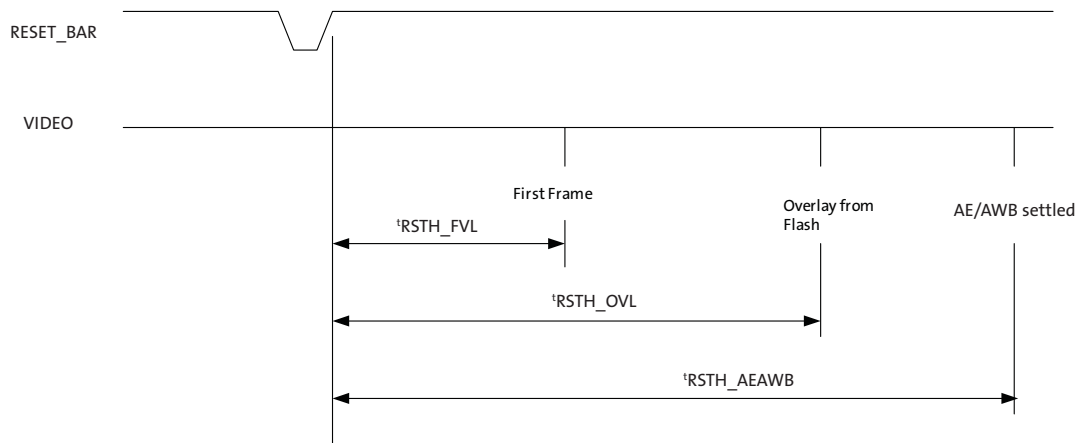 RESET_BAR
VIDEO
First Frame
Overlay from
Flash
AE/AWB settled
tRSTH_FVL
tRSTH_OVL
tRSTH_AEAWB